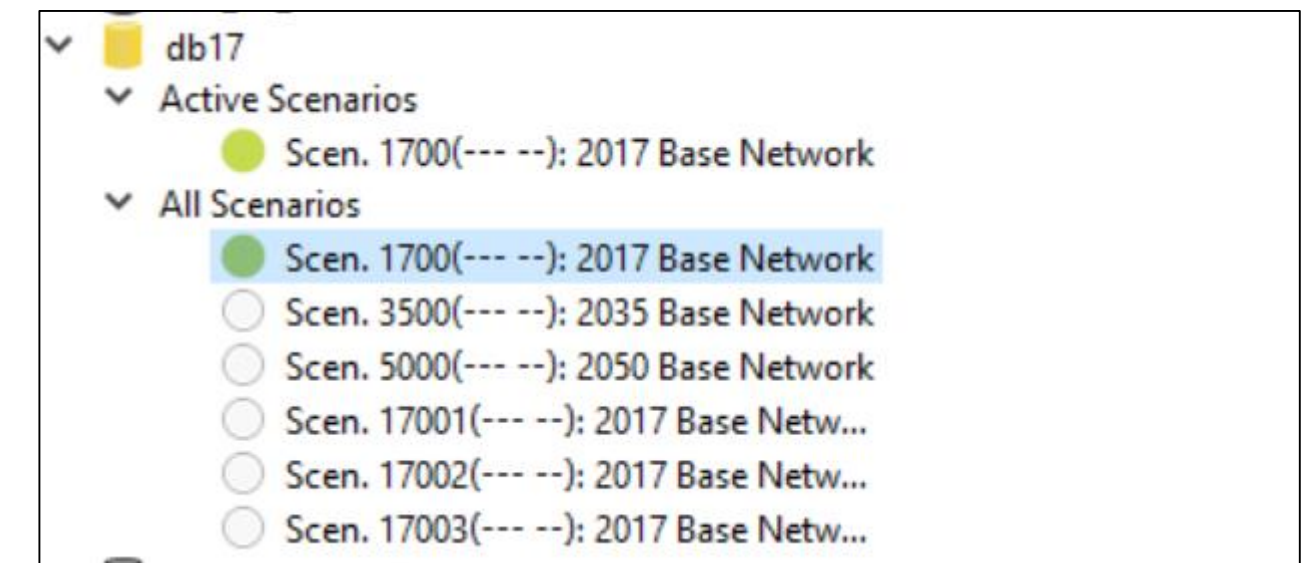 db17
Active Scenarios
Scen. 1700(--- --): 2017 Base Network
All Scenarios
Scen. 1700(--- --): 2017 Base Network
Scen. 3500(--- --): 2035 Base Network
Scen. 5000(--- --): 2050 Base Network
Scen. 17001(--- --): 2017 Base Netw...
Scen. 17002(--- --): 2017 Base Netw...
Scen. 17003(--- --): 2017 Base Netw...